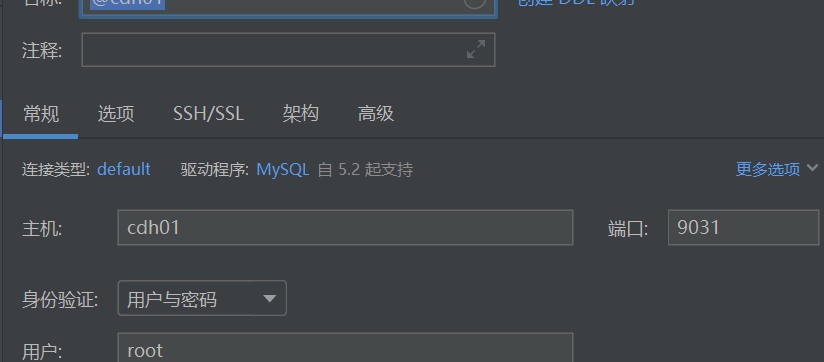 名称: @cdh01 创建 DDL 映射
注释:
常规 选项 SSH/SSL 架构 高级
连接类型: default 驱动程序: MySQL 自 5.2 起支持 更多选项
主机: cdh01 端口: 9031
身份验证: 用户与密码
用户: root